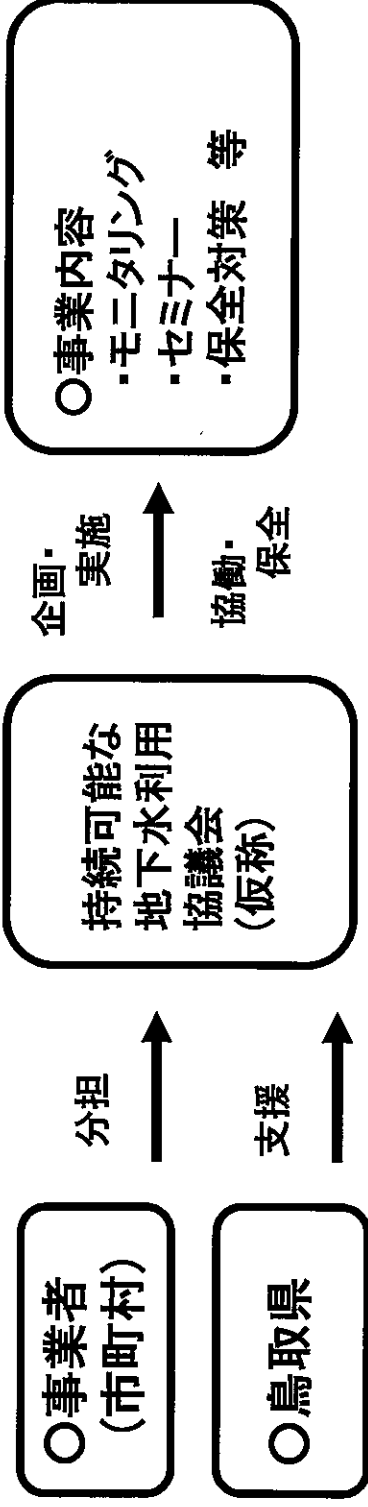 ○事業者
(市町村)
分担
○鳥取県
支援
持続可能な
地下水利用
協議会
(仮称)
企画・
実施
協働・
保全
○事業内容
・モニタリング
・セミナー
・保全対策 等